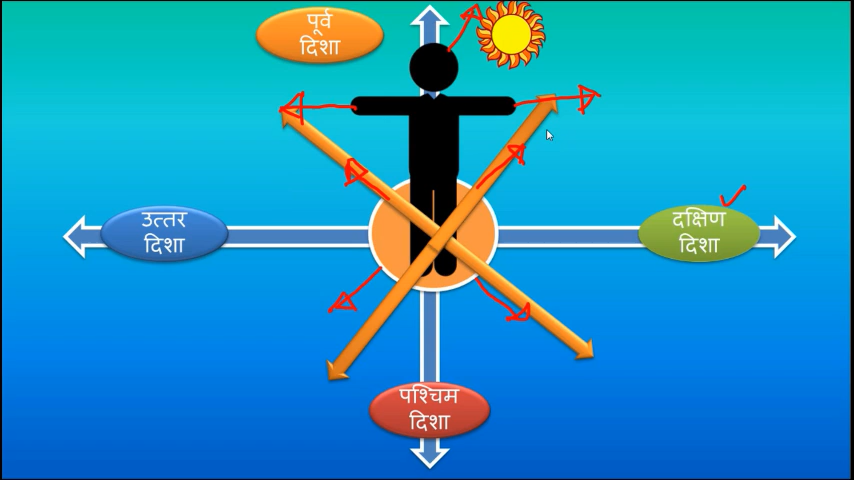 पूर्व
दिशा
उत्तर
दिशा
दक्षिण
दिशा
पश्चिम
दिशा